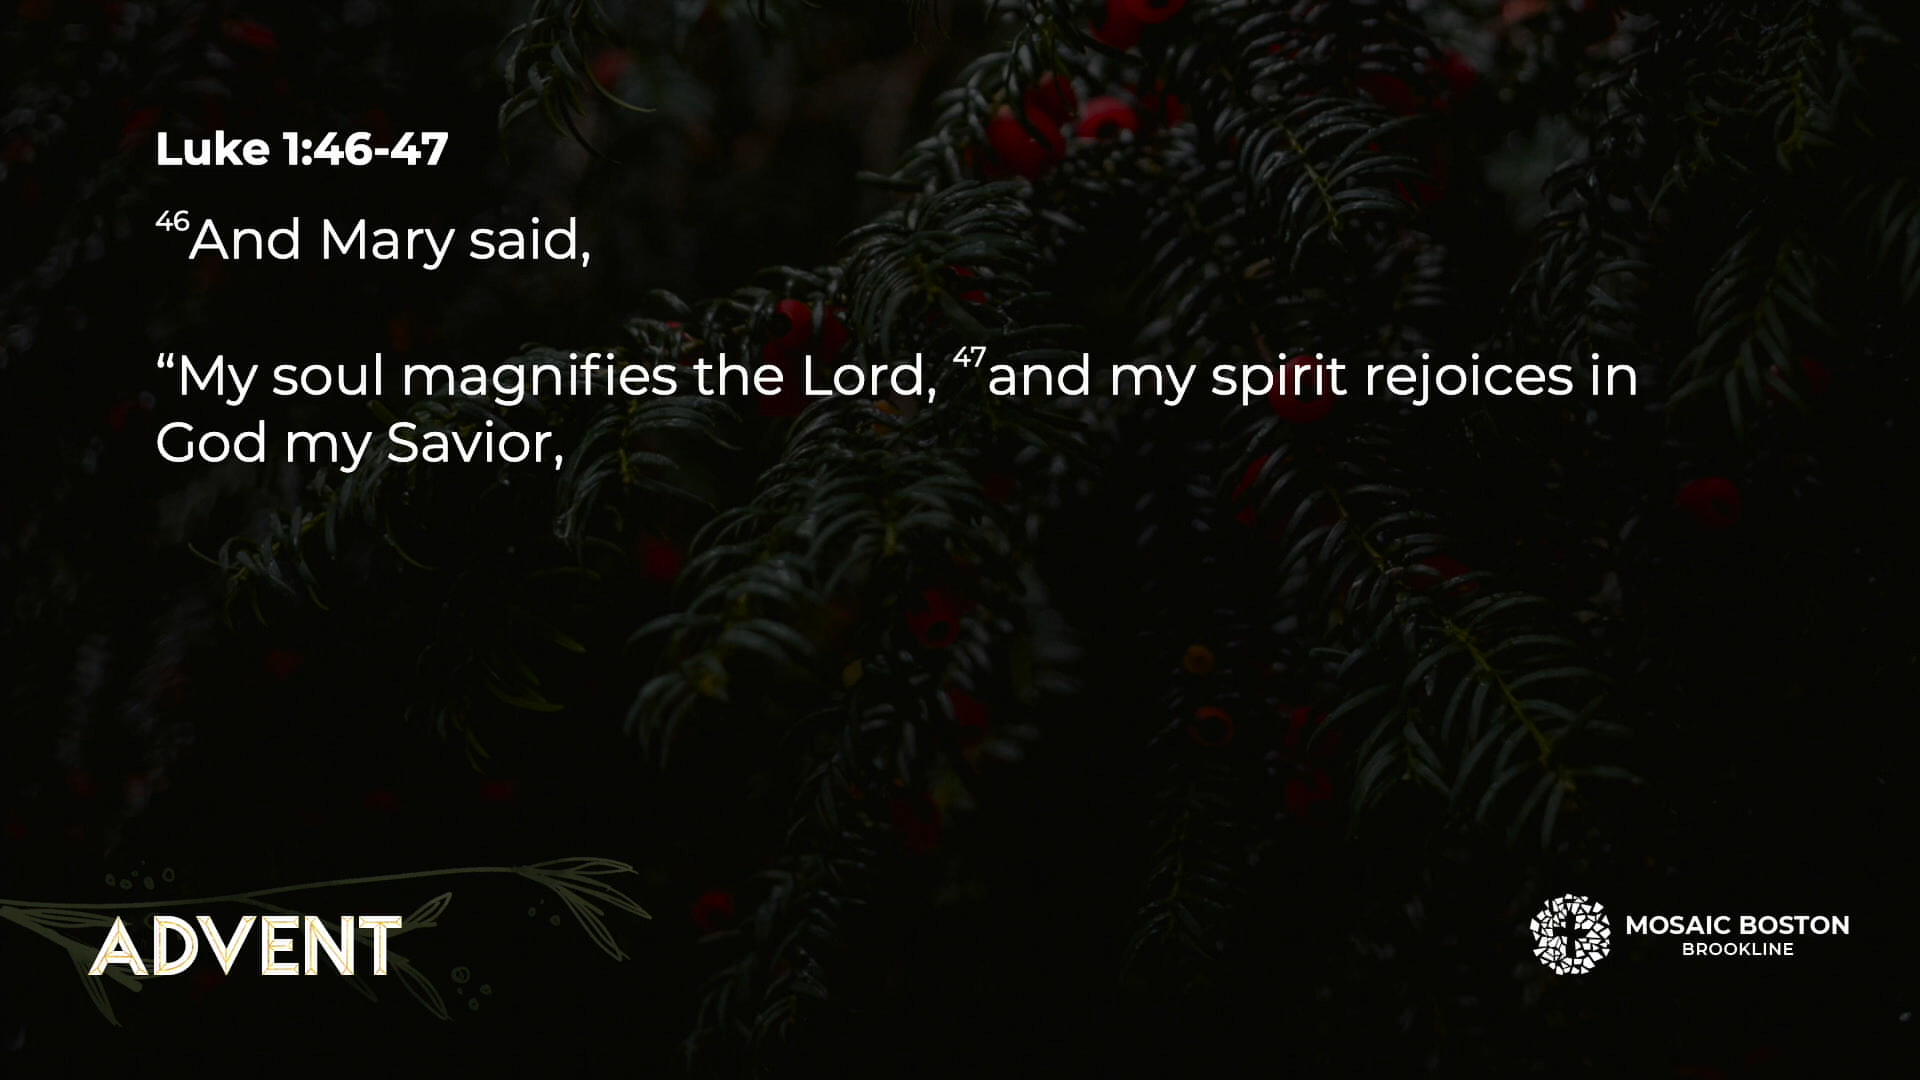 Luke 1:46-47
46And Mary said,
“My soul magnifies the Lord, 47and my spirit rejoices in
God my Savior,
ADVENT
MOSAIC BOSTON
BROOKLINE